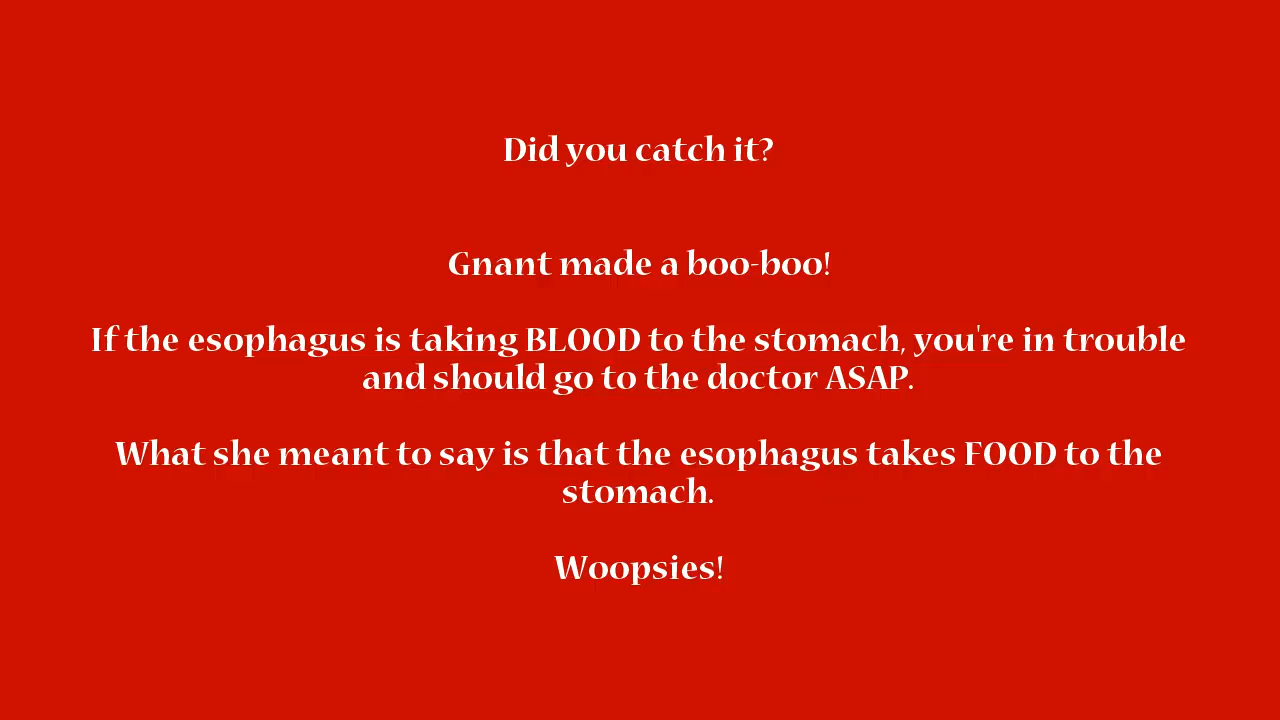 Did you catch it?
Gnant made a boo-boo!
If the esophagus is taking BLOOD to the stomach, you're in trouble
and should go to the doctor ASAP.
What she meant to say is that the esophagus takes FOOD to the
stomach.
Woopsies!